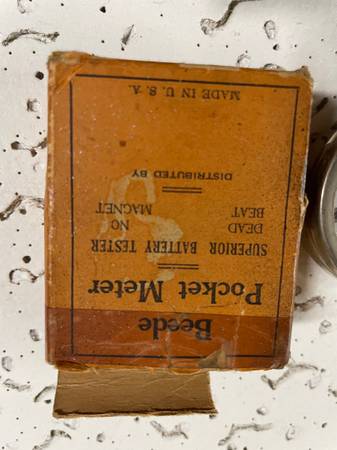 Beede
Pocket Meter
SUPERIOR BATTERY TESTER
DEAD NO
BEAT MAGNET
DISTRIBUTED BY
MADE IN U. S. A.